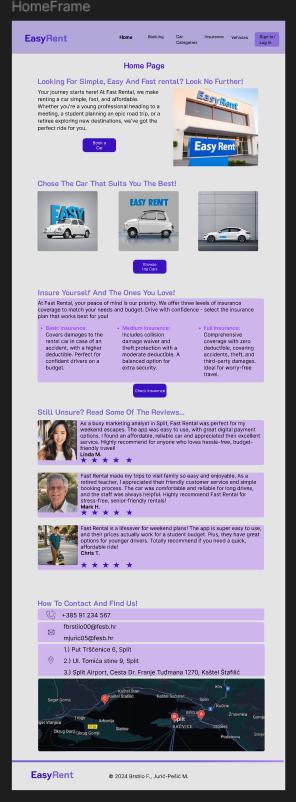 HomeFrame
EasyRent
Home
Booking
Car
Categories
Insurance
Vehicles
Sign in/
Log in
Home Page
Looking For Simple, Easy And Fast rental? Look No Further!
Your journey starts here! At Fast Rental, we make
renting a car simple, fast, and affordable.
Whether you're a young professional heading to a
meeting, a student planning an epic road trip, or a
retiree exploring new destinations, we've got the
perfect ride for you.
Book a
Car
EasyRent
Easy Rent
Chose The Car That Suits You The Best!
EASY
EASY RENT
Browse
the Cars
Insure Yourself And The Ones You Love!
At Fast Rental, your peace of mind is our priority. We offer three levels of insurance
coverage to match your needs and budget. Drive with confidence - select the insurance
plan that works best for you!
Basic Insurance:
Covers damages to the
rental car in case of an
accident, with a higher
deductible. Perfect for
confident drivers on a
budget.
Medium Insurance:
Includes collision
damage waiver and
theft protection with a
moderate deductible. A
balanced option for
extra security.
Full Insurance:
Comprehensive
coverage with zero
deductible, covering
accidents, theft, and
third-party damages.
Ideal for worry-free
travel.
Check Insurance
Still Unsure? Read Some Of The Reviews...
As a busy marketing analyst in Split, Fast Rental was perfect for my
weekend escapes. The app was easy to use, with great digital payment
options. I found an affordable, reliable car and appreciated their excellent
service. Highly recommend for anyone who loves hassle-free, budget-
friendly travel!
Linda M.
Fast Rental made my trips to visit family so easy and enjoyable. As a
retired teacher, I appreciated their friendly customer service and simple
booking process. The car was comfortable and reliable for long drives,
and the staff was always helpful. Highly recommend Fast Rental for
stress-free, senior-friendly rentals!
Mark H.
Fast Rental is a lifesaver for weekend plans! The app is super easy to use,
and their prices actually work for a student budget. Plus, they have great
options for younger drivers. Totally recommend if you need a quick,
affordable ride!
Chris T.
How To Contact And Find Us!
+385 91 234 567
fbrstilo00@fesb.hr
mjuric05@fesb.hr
1.) Put Trščenice 6, Split
2.) Ul. Tomića stine 9, Split
3.) Split Airport, Cesta Dr. Franje Tuđmana 1270, Kaštel Štafilić
Kaštel Stari
Kaštel Štafilić
Klis
Seget Gornji
Trogir
Arbanija
Slatine
Split
Solin
Žrnovnica
Okrug Gornji
EasyRent
© 2024 Brstilo F., Jurić-Pešić M.